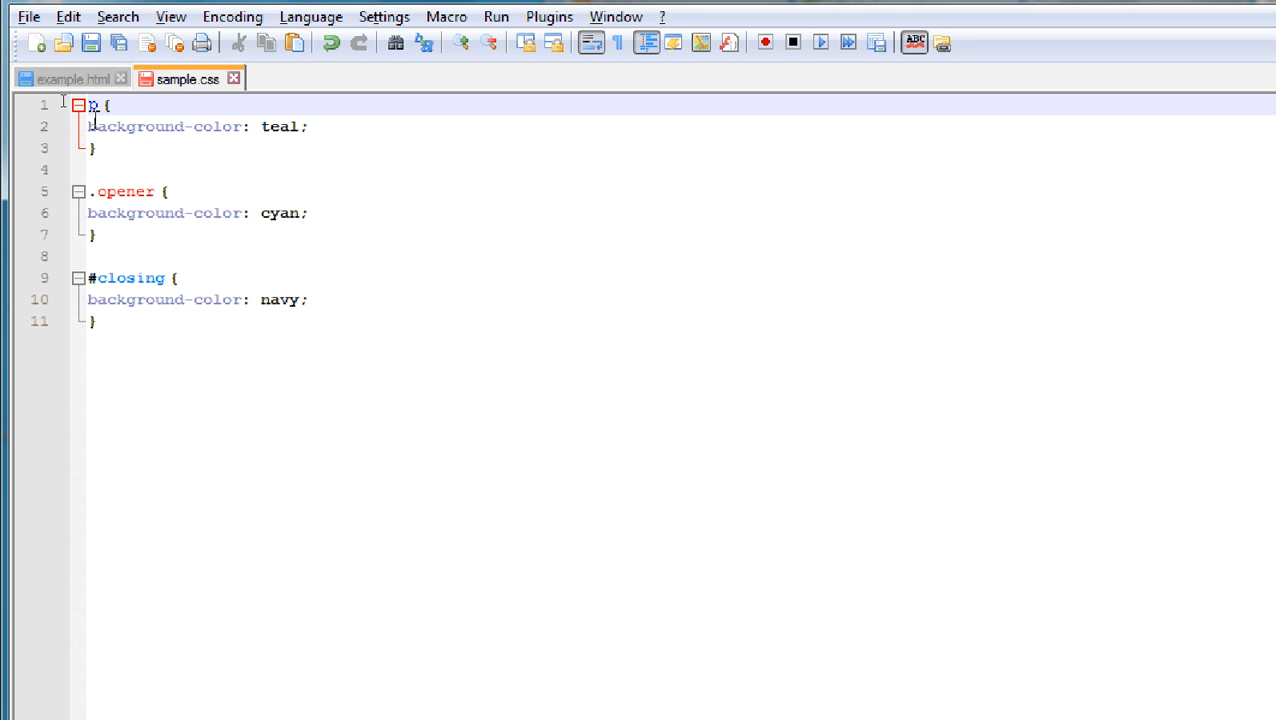 File Edit Search View Encoding Language Settings Macro Run Plugins Window ?
ABC
example.html sample.css
1 p {
2 background-color: teal;
3 }
4
5 .opener {
6 background-color: cyan;
7 }
8
9 #closing {
10 background-color: navy;
11 }